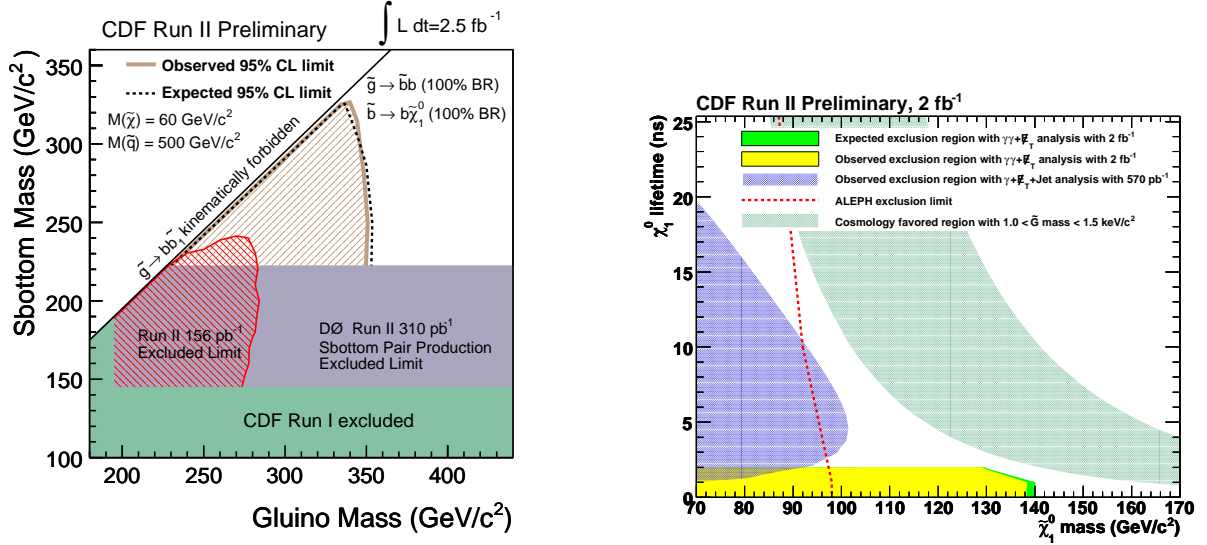 CDF Run II Preliminary
∫ L dt=2.5 fb⁻¹
Observed 95% CL limit
Expected 95% CL limit
M(χ̃) = 60 GeV/c²
M(q̃) = 500 GeV/c²
g̃ → b̃b (100% BR)
b̃ → bχ̃₁⁰ (100% BR)
g̃ → bb̃₁ kinematically forbidden
Run II 156 pb⁻¹
Excluded Limit
DØ Run II 310 pb⁻¹
Sbottom Pair Production
Excluded Limit
CDF Run I excluded
Sbottom Mass (GeV/c²)
350
300
250
200
150
100
200 250 300 350 400
Gluino Mass (GeV/c²)
CDF Run II Preliminary, 2 fb⁻¹
Expected exclusion region with γγ+E̸_T analysis with 2 fb⁻¹
Observed exclusion region with γγ+E̸_T analysis with 2 fb⁻¹
Observed exclusion region with γ+E̸_T+Jet analysis with 570 pb⁻¹
ALEPH exclusion limit
Cosmology favored region with 1.0 < G̃ mass < 1.5 keV/c²
χ̃₁⁰ lifetime (ns)
25
20
15
10
5
0
70 80 90 100 110 120 130 140 150 160 170
χ̃₁⁰ mass (GeV/c²)